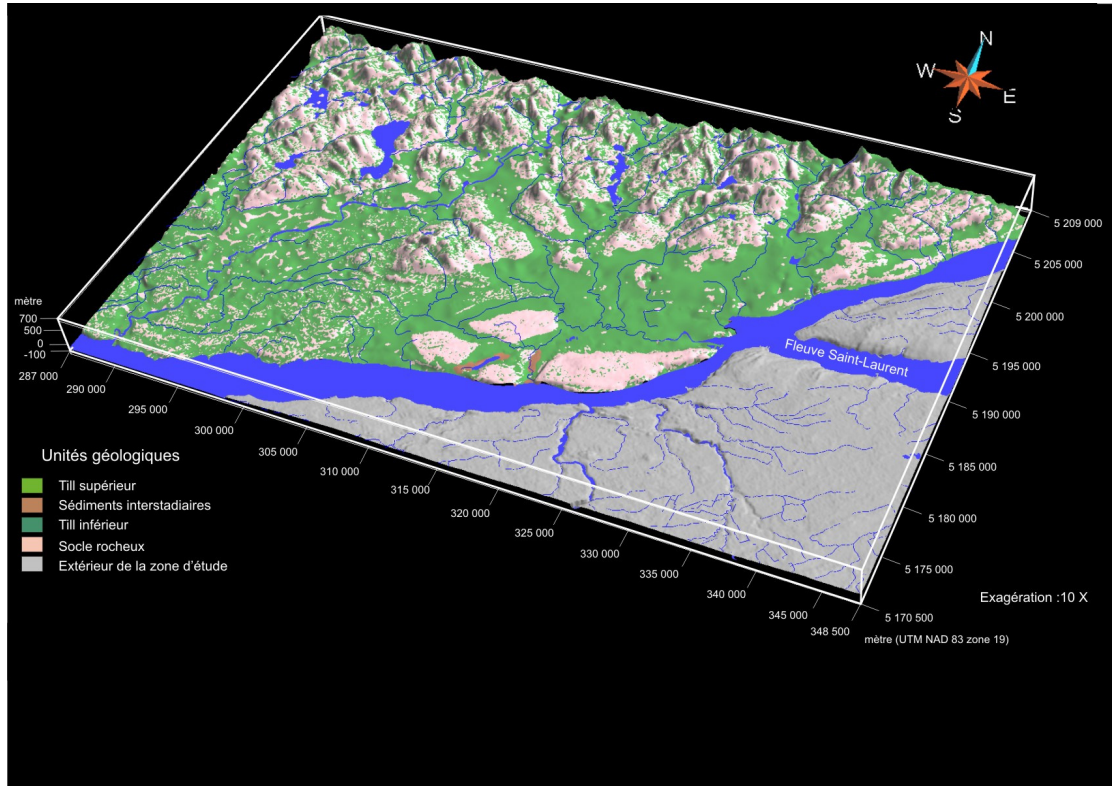 N
W
E
S
5 209 000
5 205 000
5 200 000
5 195 000
5 190 000
5 185 000
5 180 000
5 175 000
5 170 500
Fleuve Saint-Laurent
mètre
700
500
0
-100
287 000
290 000
295 000
300 000
305 000
310 000
315 000
320 000
325 000
330 000
335 000
340 000
345 000
348 500
mètre (UTM NAD 83 zone 19)
Exagération :10 X
Unités géologiques
Till supérieur
Sédiments interstadiaires
Till inférieur
Socle rocheux
Extérieur de la zone d'étude